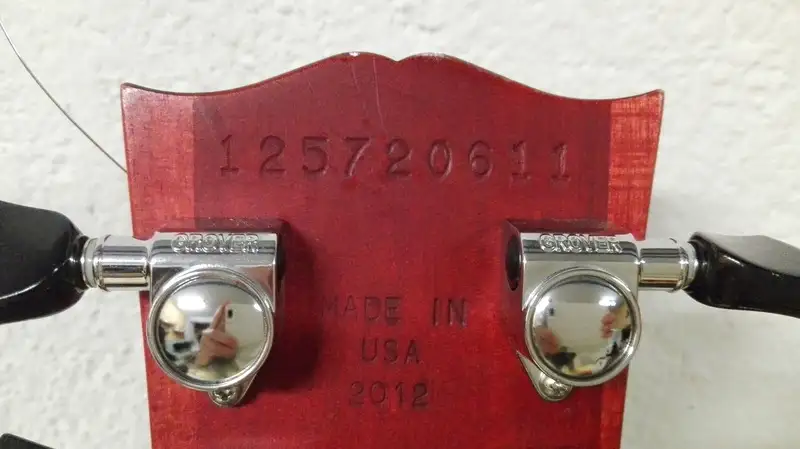 125720611
GROVER GROVER
MADE IN
USA
2012